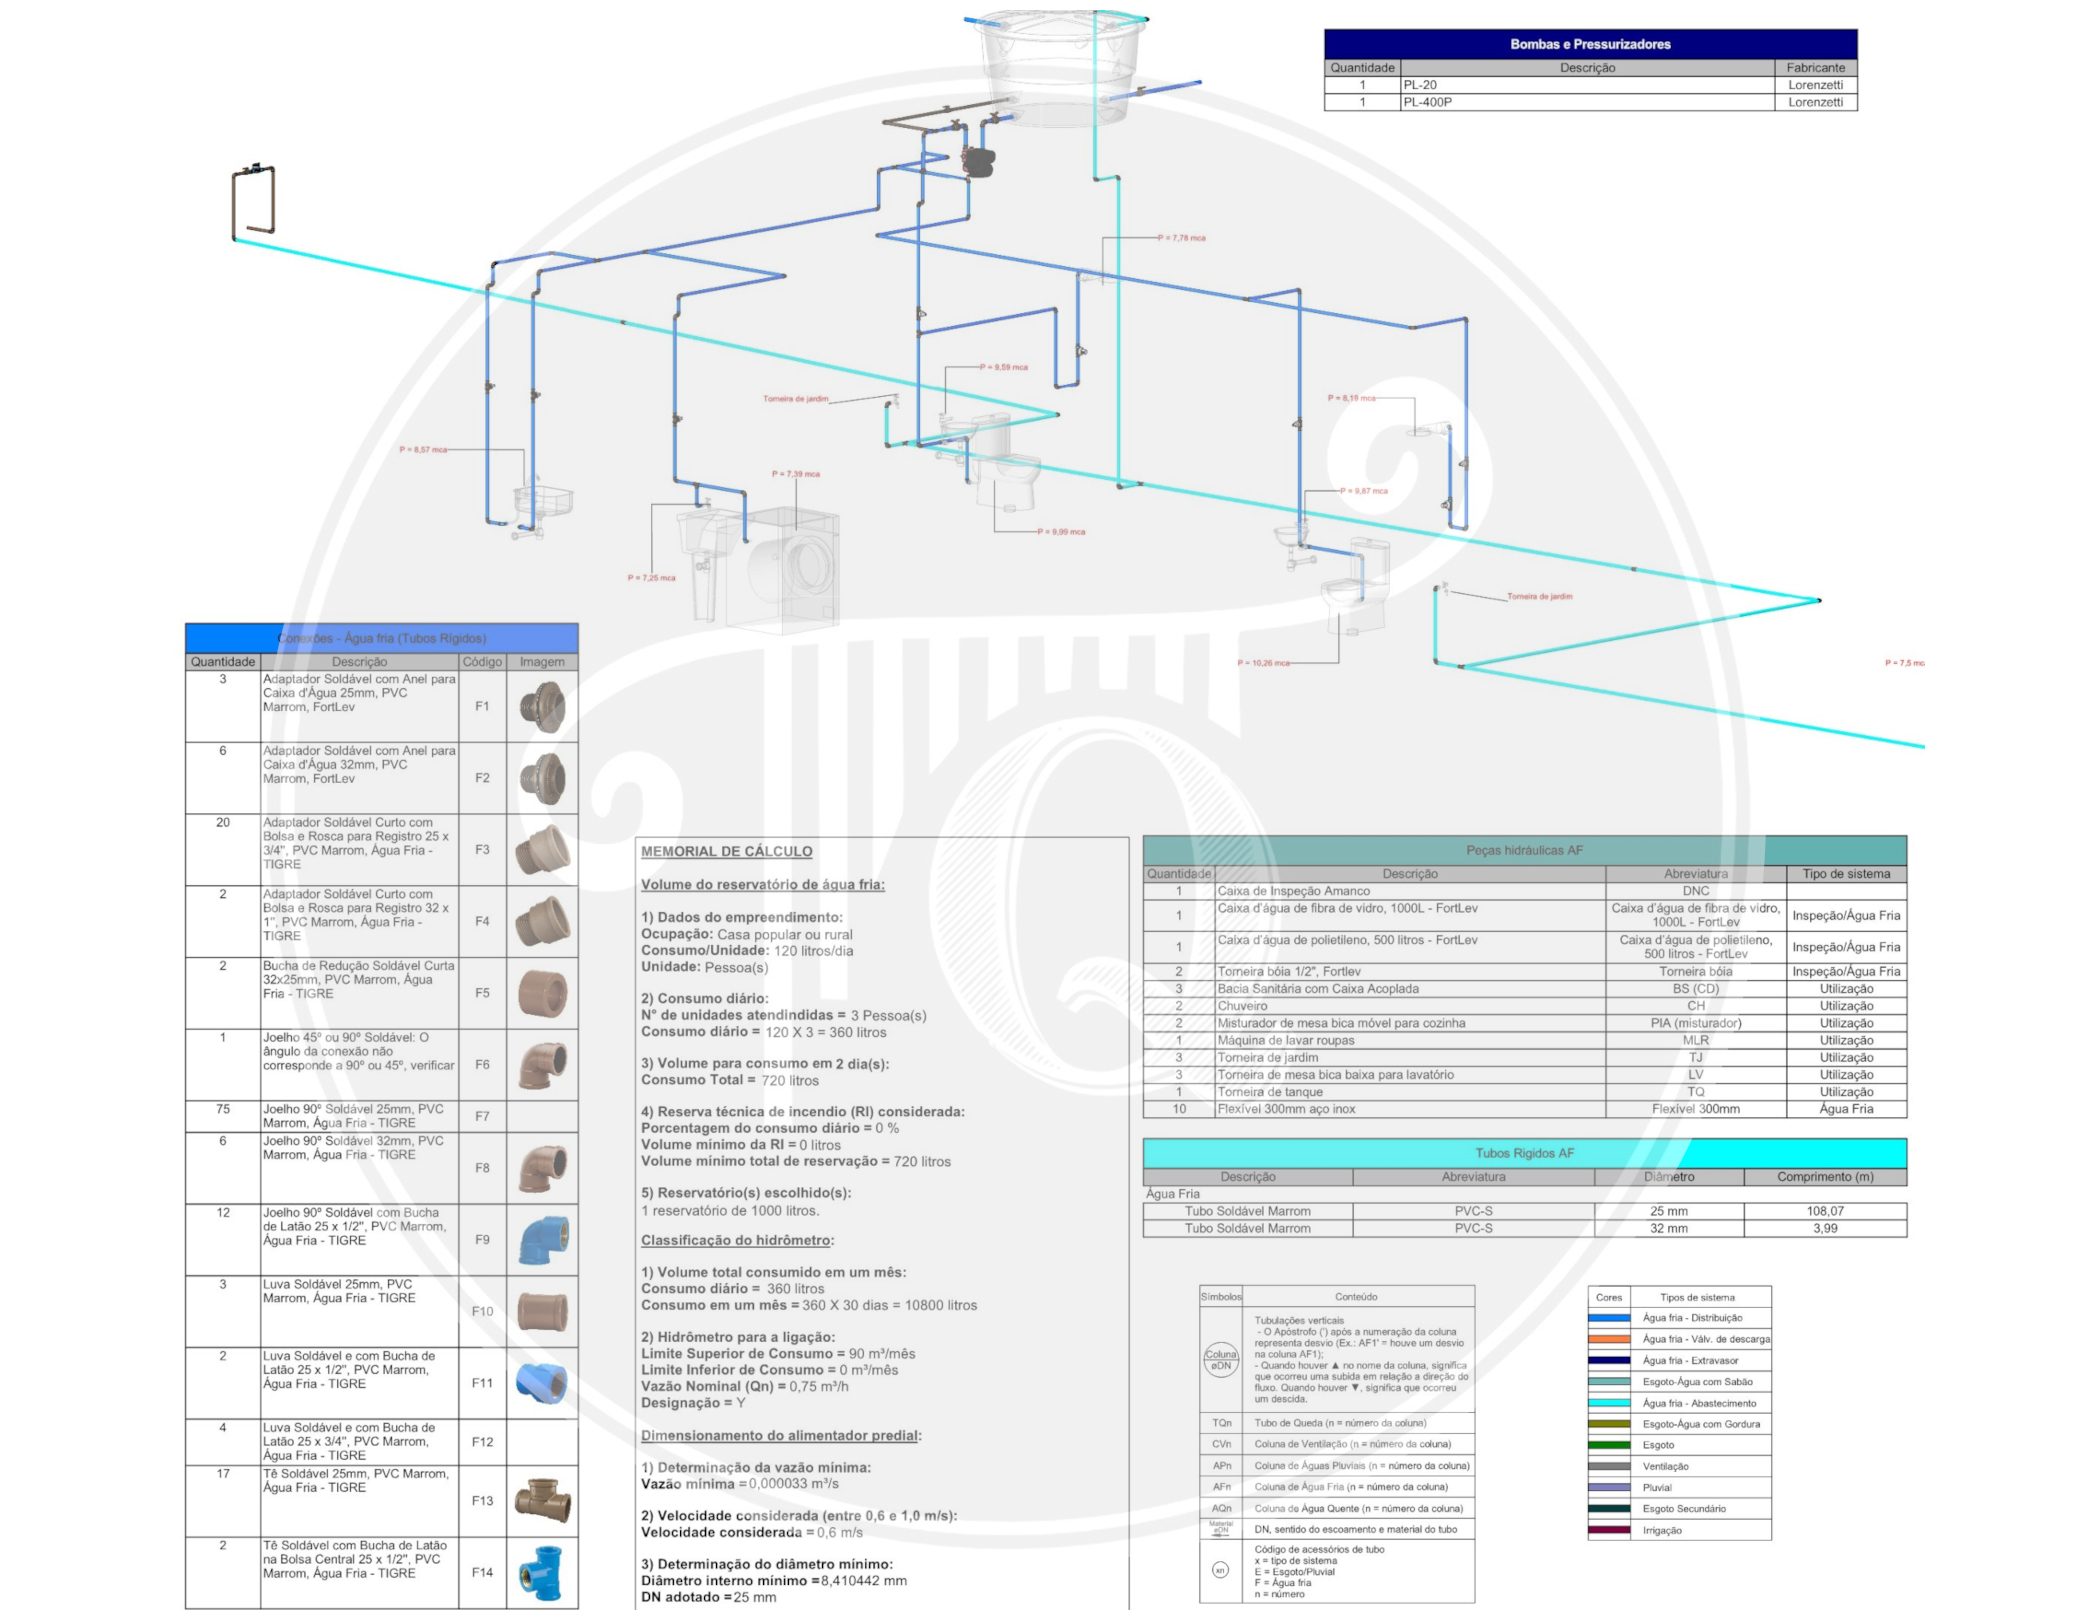 Bombas e Pressurizadores
Quantidade Descrição Fabricante
1 PL-20 Lorenzetti
1 PL-400P Lorenzetti
P = 7,78 mca
P = 9,59 mca
Torneira de jardim
P = 8,19 mca
P = 8,57 mca
P = 7,39 mca
P = 9,87 mca
P = 9,99 mca
P = 7,25 mca
Torneira de jardim
P = 10,26 mca
P = 7,5 mc
Conexões - Água fria (Tubos Rígidos)
Quantidade Descrição Código Imagem
3 Adaptador Soldável com Anel para
Caixa d'Água 25mm, PVC
Marrom, FortLev
F1
6 Adaptador Soldável com Anel para
Caixa d'Água 32mm, PVC
Marrom, FortLev
F2
20 Adaptador Soldável Curto com
Bolsa e Rosca para Registro 25 x
3/4", PVC Marrom, Água Fria -
TIGRE
F3
2 Adaptador Soldável Curto com
Bolsa e Rosca para Registro 32 x
1", PVC Marrom, Água Fria -
TIGRE
F4
2 Bucha de Redução Soldável Curta
32x25mm, PVC Marrom, Água
Fria - TIGRE
F5
1 Joelho 45º ou 90º Soldável: O
ângulo da conexão não
corresponde a 90º ou 45º, verificar
F6
75 Joelho 90º Soldável 25mm, PVC
Marrom, Água Fria - TIGRE
F7
6 Joelho 90º Soldável 32mm, PVC
Marrom, Água Fria - TIGRE
F8
12 Joelho 90º Soldável com Bucha
de Latão 25 x 1/2", PVC Marrom,
Água Fria - TIGRE
F9
3 Luva Soldável 25mm, PVC
Marrom, Água Fria - TIGRE
F10
2 Luva Soldável e com Bucha de
Latão 25 x 1/2", PVC Marrom,
Água Fria - TIGRE
F11
4 Luva Soldável e com Bucha de
Latão 25 x 3/4", PVC Marrom,
Água Fria - TIGRE
F12
17 Tê Soldável 25mm, PVC Marrom,
Água Fria - TIGRE
F13
2 Tê Soldável com Bucha de Latão
na Bolsa Central 25 x 1/2", PVC
Marrom, Água Fria - TIGRE
F14
MEMORIAL DE CÁLCULO
Volume do reservatório de água fria:
1) Dados do empreendimento:
Ocupação: Casa popular ou rural
Consumo/Unidade: 120 litros/dia
Unidade: Pessoa(s)
2) Consumo diário:
N° de unidades atendindidas = 3 Pessoa(s)
Consumo diário = 120 X 3 = 360 litros
3) Volume para consumo em 2 dia(s):
Consumo Total = 720 litros
4) Reserva técnica de incendio (RI) considerada:
Porcentagem do consumo diário = 0 %
Volume mínimo da RI = 0 litros
Volume mínimo total de reservação = 720 litros
5) Reservatório(s) escolhido(s):
1 reservatório de 1000 litros.
Classificação do hidrômetro:
1) Volume total consumido em um mês:
Consumo diário = 360 litros
Consumo em um mês = 360 X 30 dias = 10800 litros
2) Hidrômetro para a ligação:
Limite Superior de Consumo = 90 m³/mês
Limite Inferior de Consumo = 0 m³/mês
Vazão Nominal (Qn) = 0,75 m³/h
Designação = Y
Dimensionamento do alimentador predial:
1) Determinação da vazão mínima:
Vazão mínima =0,000033 m³/s
2) Velocidade considerada (entre 0,6 e 1,0 m/s):
Velocidade considerada = 0,6 m/s
3) Determinação do diâmetro mínimo:
Diâmetro interno mínimo =8,410442 mm
DN adotado =25 mm
Peças hidráulicas AF
Quantidade Descrição Abreviatura Tipo de sistema
1 Caixa de Inspeção Amanco DNC
1 Caixa d'água de fibra de vidro, 1000L - FortLev Caixa d'água de fibra de vidro,
1000L - FortLev Inspeção/Água Fria
1 Caixa d'água de polietileno, 500 litros - FortLev Caixa d'água de polietileno,
500 litros - FortLev Inspeção/Água Fria
2 Torneira bóia 1/2", Fortlev Torneira bóia Inspeção/Água Fria
3 Bacia Sanitária com Caixa Acoplada BS (CD) Utilização
2 Chuveiro CH Utilização
2 Misturador de mesa bica móvel para cozinha PIA (misturador) Utilização
1 Máquina de lavar roupas MLR Utilização
3 Torneira de jardim TJ Utilização
3 Torneira de mesa bica baixa para lavatório LV Utilização
1 Torneira de tanque TQ Utilização
10 Flexível 300mm aço inox Flexível 300mm Água Fria
Tubos Rigidos AF
Descrição Abreviatura Diâmetro Comprimento (m)
Água Fria
Tubo Soldável Marrom PVC-S 25 mm 108,07
Tubo Soldável Marrom PVC-S 32 mm 3,99
Símbolos Conteúdo
Coluna
øDN
Tubulações verticais
- O Apóstrofo (') após a numeração da coluna
representa desvio (Ex.: AF1' = houve um desvio
na coluna AF1);
- Quando houver ▲ no nome da coluna, significa
que ocorreu uma subida em relação a direção do
fluxo. Quando houver ▼, significa que ocorreu
um descida.
TQn Tubo de Queda (n = número da coluna)
CVn Coluna de Ventilação (n = número da coluna)
APn Coluna de Águas Pluviais (n = número da coluna)
AFn Coluna de Água Fria (n = número da coluna)
AQn Coluna de Água Quente (n = número da coluna)
Material
øDN
DN, sentido do escoamento e material do tubo
xn
Código de acessórios de tubo
x = tipo de sistema
E = Esgoto/Pluvial
F = Água fria
n = número
Cores Tipos de sistema
Água fria - Distribuição
Água fria - Válv. de descarga
Água fria - Extravasor
Esgoto-Água com Sabão
Água fria - Abastecimento
Esgoto-Água com Gordura
Esgoto
Ventilação
Pluvial
Esgoto Secundário
Irrigação
TQ